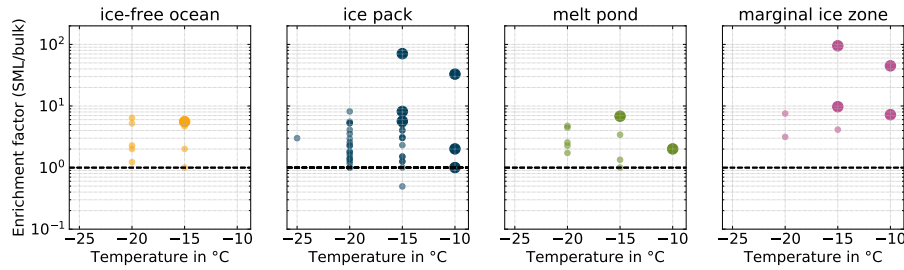 ice-free ocean
ice pack
melt pond
marginal ice zone
Enrichment factor (SML/bulk)
10²
10¹
10⁰
10⁻¹
−25 −20 −15 −10
−25 −20 −15 −10
−25 −20 −15 −10
−25 −20 −15 −10
Temperature in °C
Temperature in °C
Temperature in °C
Temperature in °C